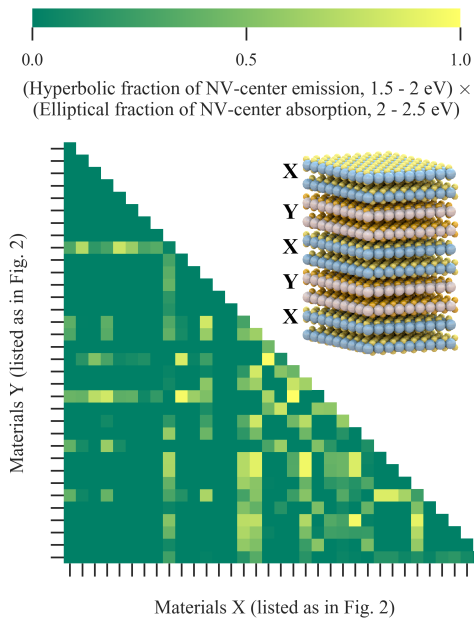 0.0 0.5 1.0
(Hyperbolic fraction of NV-center emission, 1.5 - 2 eV) ×
(Elliptical fraction of NV-center absorption, 2 - 2.5 eV)
X
Y
X
Y
X
Materials Y (listed as in Fig. 2)
Materials X (listed as in Fig. 2)